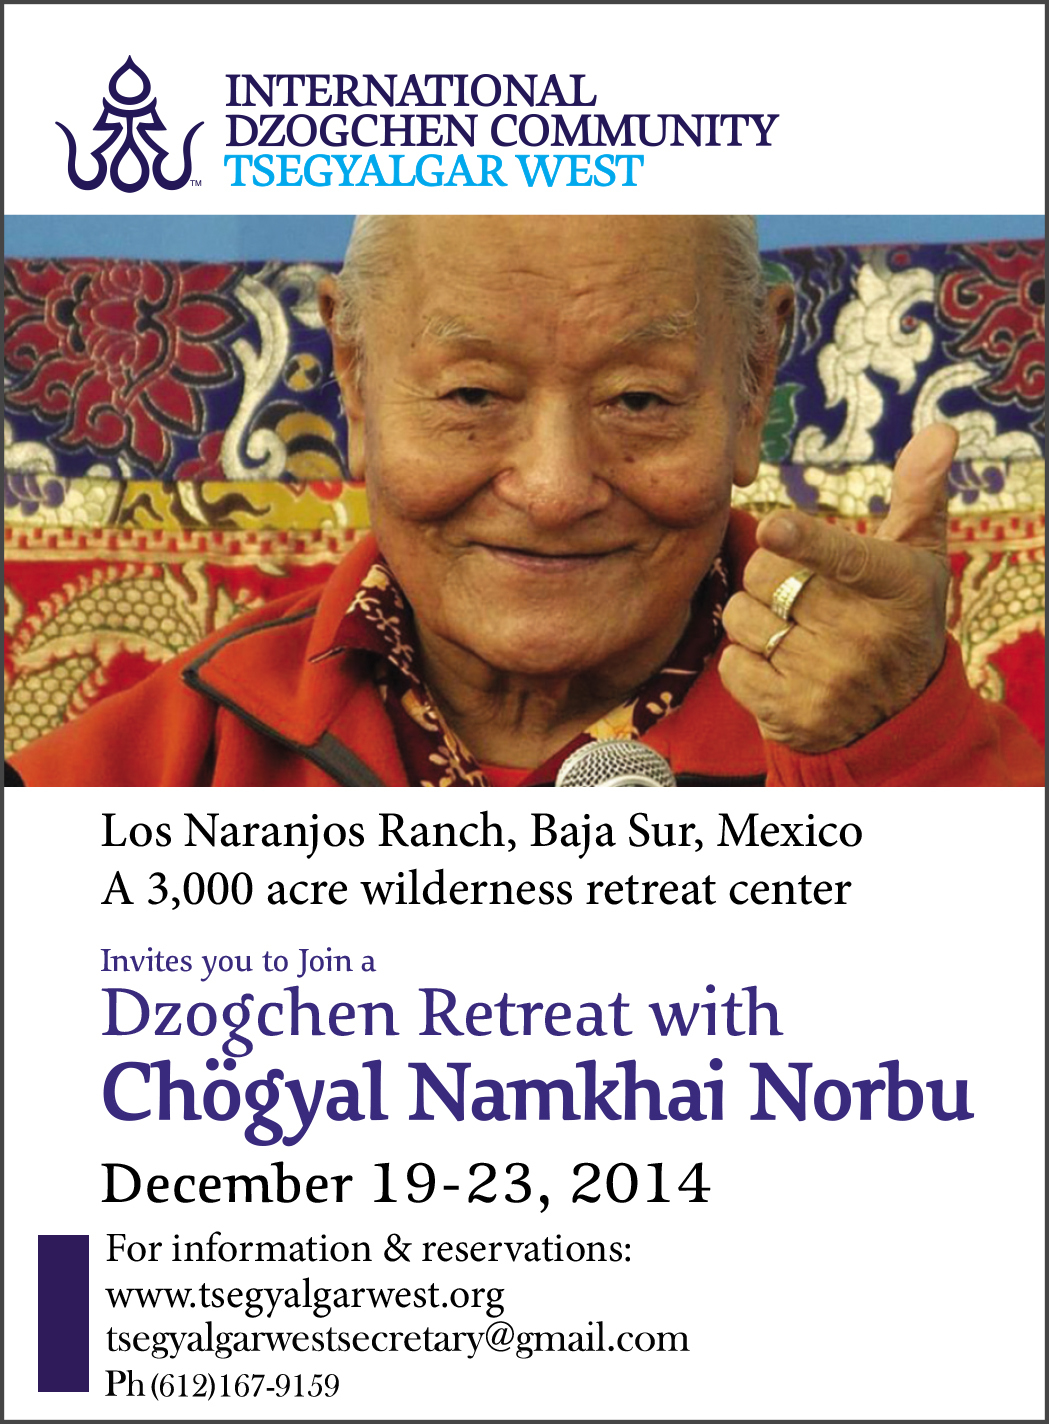 INTERNATIONAL
DZOGCHEN COMMUNITY
TSEGYALGAR WEST
TM
Los Naranjos Ranch, Baja Sur, Mexico
A 3,000 acre wilderness retreat center
Invites you to Join a
Dzogchen Retreat with
Chögyal Namkhai Norbu
December 19-23, 2014
For information & reservations:
www.tsegyalgarwest.org
tsegyalgarwestsecretary@gmail.com
Ph (612)167-9159